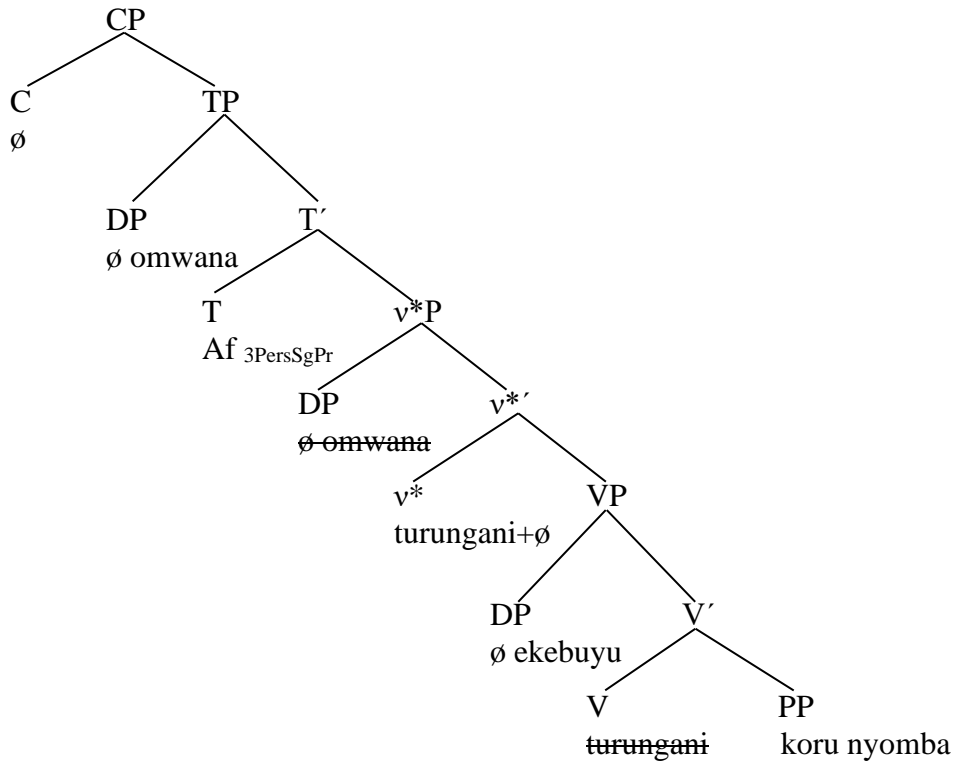 CP
C TP
ø
DP T´
ø omwana
T ν*P
Af 3PersSgPr
DP ν*´
ø omwana
ν* VP
turungani+ø
DP V´
ø ekebuyu
V PP
turungani koru nyomba